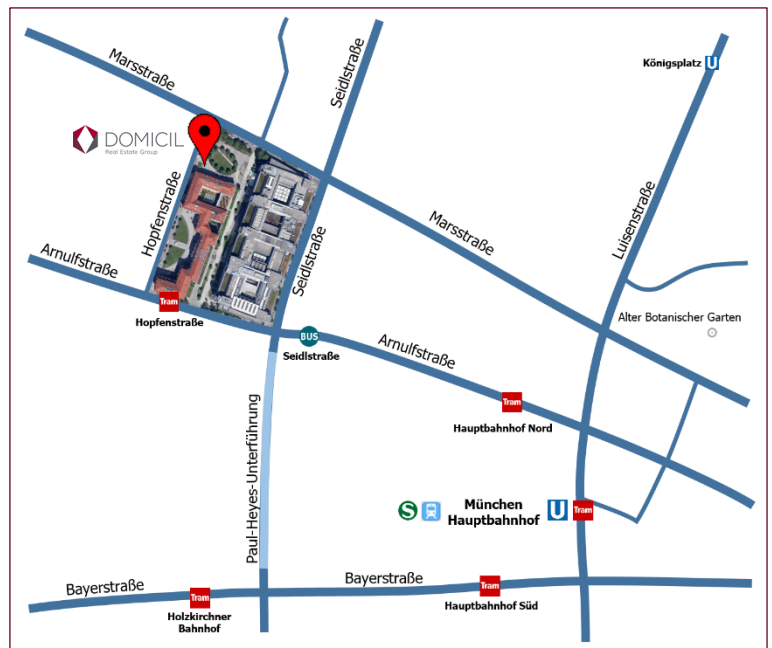 Marsstraße
Seidlstraße
Königsplatz
U
DOMICIL
Real Estate Group
Hopfenstraße
Luisenstraße
Marsstraße
Seidlstraße
Arnulfstraße
Tram
Hopfenstraße
Alter Botanischer Garten
BUS
Seidlstraße
Arnulfstraße
Tram
Hauptbahnhof Nord
Paul-Heyes-Unterführung
S
München
Hauptbahnhof
U
Tram
Bayerstraße
Bayerstraße
Tram
Holzkirchner
Bahnhof
Tram
Hauptbahnhof Süd